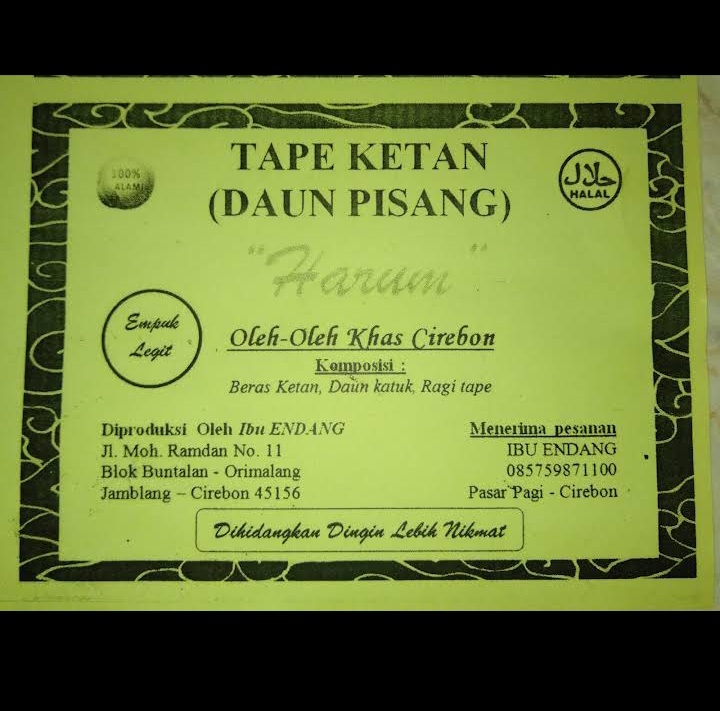 100%
ALAMI
TAPE KETAN
(DAUN PISANG)
حلال
HALAL
"Harum"
Empuk
Legit
Oleh-Oleh Khas Cirebon
Komposisi :
Beras Ketan, Daun katuk, Ragi tape
Diproduksi Oleh Ibu ENDANG
Jl. Moh. Ramdan No. 11
Blok Buntalan - Orimalang
Jamblang – Cirebon 45156
Menerima pesanan
IBU ENDANG
085759871100
Pasar Pagi - Cirebon
Dihidangkan Dingin Lebih Nikmat